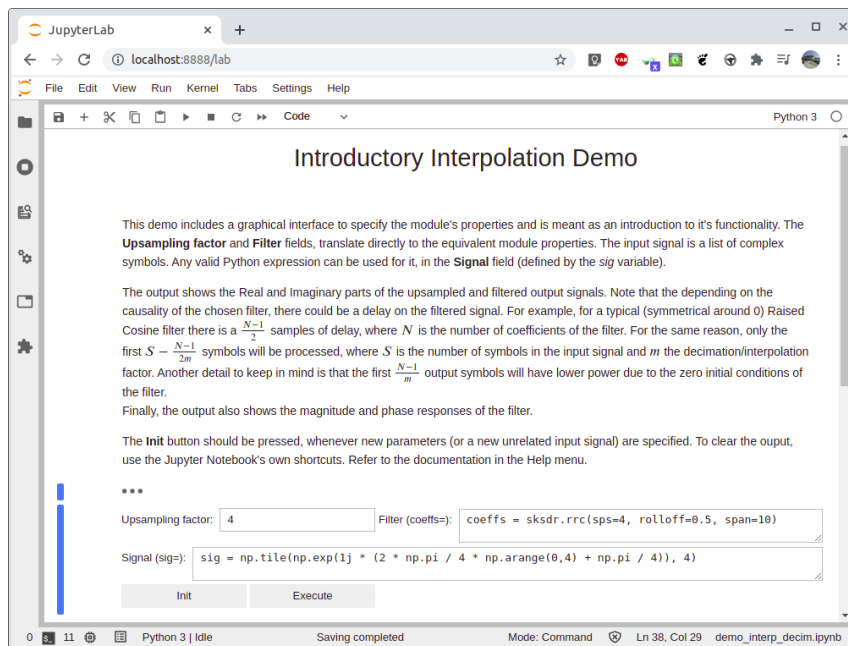 JupyterLab
localhost:8888/lab
File Edit View Run Kernel Tabs Settings Help
Code Python 3
Introductory Interpolation Demo
This demo includes a graphical interface to specify the module's properties and is meant as an introduction to it's functionality. The
Upsampling factor and Filter fields, translate directly to the equivalent module properties. The input signal is a list of complex
symbols. Any valid Python expression can be used for it, in the Signal field (defined by the sig variable).
The output shows the Real and Imaginary parts of the upsampled and filtered output signals. Note that the depending on the
causality of the chosen filter, there could be a delay on the filtered signal. For example, for a typical (symmetrical around 0) Raised
Cosine filter there is a N−1/2 samples of delay, where N is the number of coefficients of the filter. For the same reason, only the
first S − N−1/2m symbols will be processed, where S is the number of symbols in the input signal and m the decimation/interpolation
factor. Another detail to keep in mind is that the first N−1/m output symbols will have lower power due to the zero initial conditions of
the filter.
Finally, the output also shows the magnitude and phase responses of the filter.
The Init button should be pressed, whenever new parameters (or a new unrelated input signal) are specified. To clear the ouput,
use the Jupyter Notebook's own shortcuts. Refer to the documentation in the Help menu.
Upsampling factor: 4 Filter (coeffs=): coeffs = sksdr.rrc(sps=4, rolloff=0.5, span=10)
Signal (sig=): sig = np.tile(np.exp(1j * (2 * np.pi / 4 * np.arange(0,4) + np.pi / 4)), 4)
Init Execute
0 11 Python 3 | Idle Saving completed Mode: Command Ln 38, Col 29 demo_interp_decim.ipynb